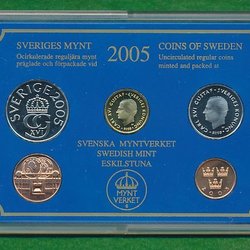 SVERIGES MYNT
2005
COINS OF SWEDEN
Ocirkulerade reguljära mynt
präglade och förpackade vid
Uncirculated regular coins
minted and packed at
SVERIGE 2005
XVI
SVENSKA MYNTVERKET
SWEDISH MINT
ESKILSTUNA
MYNT
VERKET